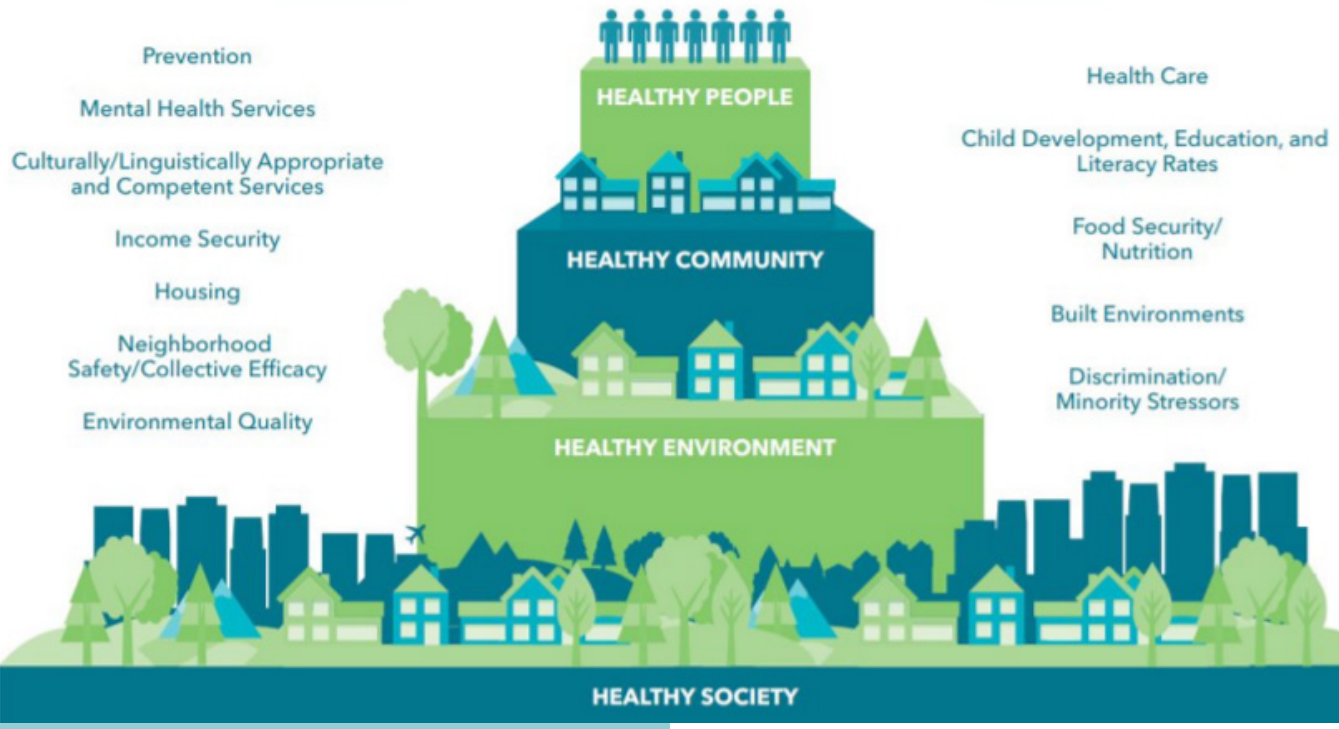 Prevention
Mental Health Services
Culturally/Linguistically Appropriate
and Competent Services
Income Security
Housing
Neighborhood
Safety/Collective Efficacy
Environmental Quality
HEALTHY PEOPLE
HEALTHY COMMUNITY
HEALTHY ENVIRONMENT
HEALTHY SOCIETY
Health Care
Child Development, Education, and
Literacy Rates
Food Security/
Nutrition
Built Environments
Discrimination/
Minority Stressors